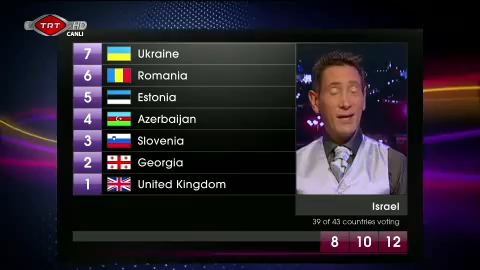 TRT HD
CANLI
7 Ukraine
6 Romania
5 Estonia
4 Azerbaijan
3 Slovenia
2 Georgia
1 United Kingdom
Israel
39 of 43 countries voting
8 10 12